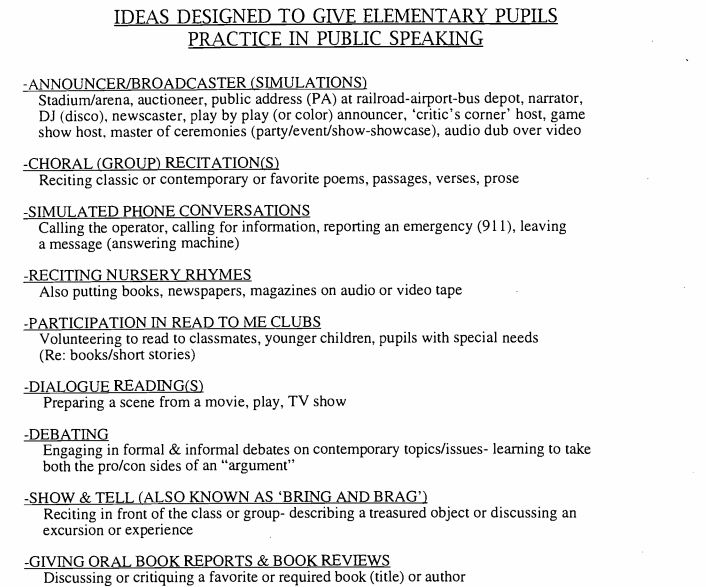 IDEAS DESIGNED TO GIVE ELEMENTARY PUPILS
PRACTICE IN PUBLIC SPEAKING
-ANNOUNCER/BROADCASTER (SIMULATIONS)
Stadium/arena, auctioneer, public address (PA) at railroad-airport-bus depot, narrator,
DJ (disco), newscaster, play by play (or color) announcer, ‘critic’s corner’ host, game
show host, master of ceremonies (party/event/show-showcase), audio dub over video
-CHORAL (GROUP) RECITATION(S)
Reciting classic or contemporary or favorite poems, passages, verses, prose
-SIMULATED PHONE CONVERSATIONS
Calling the operator, calling for information, reporting an emergency (911), leaving
a message (answering machine)
-RECITING NURSERY RHYMES
Also putting books, newspapers, magazines on audio or video tape
-PARTICIPATION IN READ TO ME CLUBS
Volunteering to read to classmates, younger children, pupils with special needs
(Re: books/short stories)
-DIALOGUE READING(S)
Preparing a scene from a movie, play, TV show
-DEBATING
Engaging in formal & informal debates on contemporary topics/issues- learning to take
both the pro/con sides of an “argument”
-SHOW & TELL (ALSO KNOWN AS ‘BRING AND BRAG’)
Reciting in front of the class or group- describing a treasured object or discussing an
excursion or experience
-GIVING ORAL BOOK REPORTS & BOOK REVIEWS
Discussing or critiquing a favorite or required book (title) or author